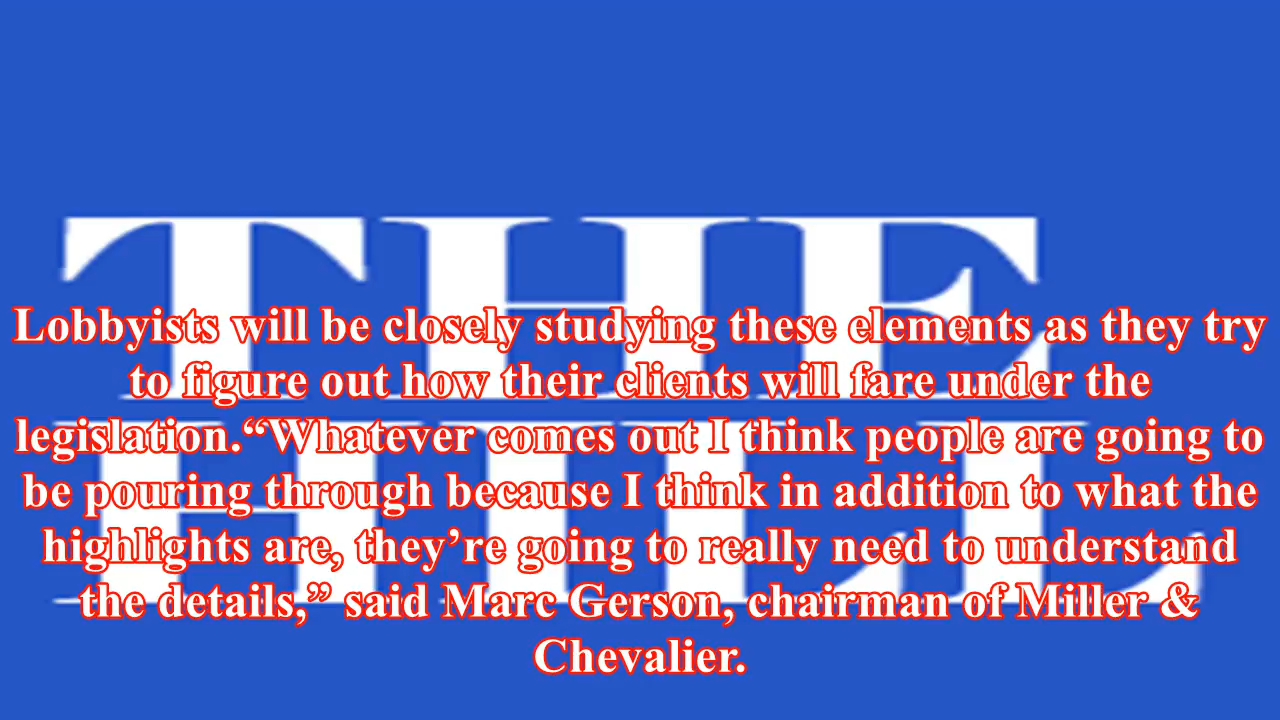 THE
HILL
Lobbyists will be closely studying these elements as they try
to figure out how their clients will fare under the
legislation.“Whatever comes out I think people are going to
be pouring through because I think in addition to what the
highlights are, they’re going to really need to understand
the details,” said Marc Gerson, chairman of Miller &
Chevalier.